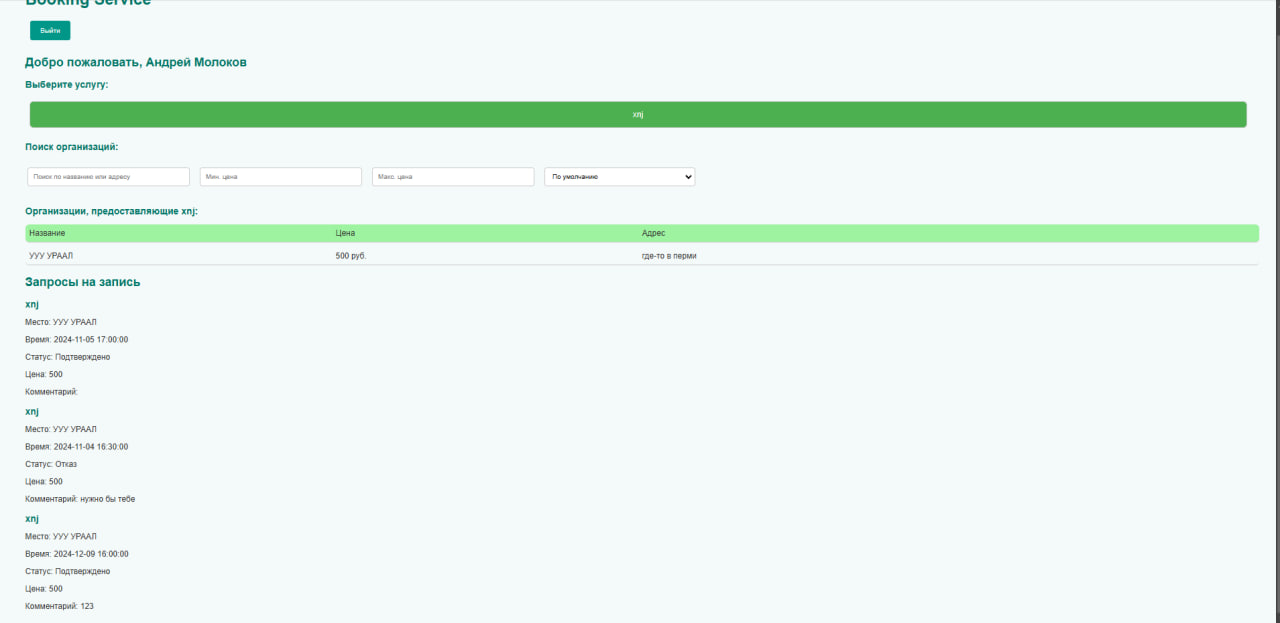 Booking Service
Выйти
Добро пожаловать, Андрей Молоков
Выберите услугу:
xnj
Поиск организаций:
Поиск по названию или адресу Мин. цена Макс. цена По умолчанию
Организации, предоставляющие xnj:
Название Цена Адрес
УУУ УРААЛ 500 руб. где-то в перми
Запросы на запись
xnj
Место: УУУ УРААЛ
Время: 2024-11-05 17:00:00
Статус: Подтверждено
Цена: 500
Комментарий:
xnj
Место: УУУ УРААЛ
Время: 2024-11-04 16:30:00
Статус: Отказ
Цена: 500
Комментарий: нужно бы тебе
xnj
Место: УУУ УРААЛ
Время: 2024-12-09 16:00:00
Статус: Подтверждено
Цена: 500
Комментарий: 123